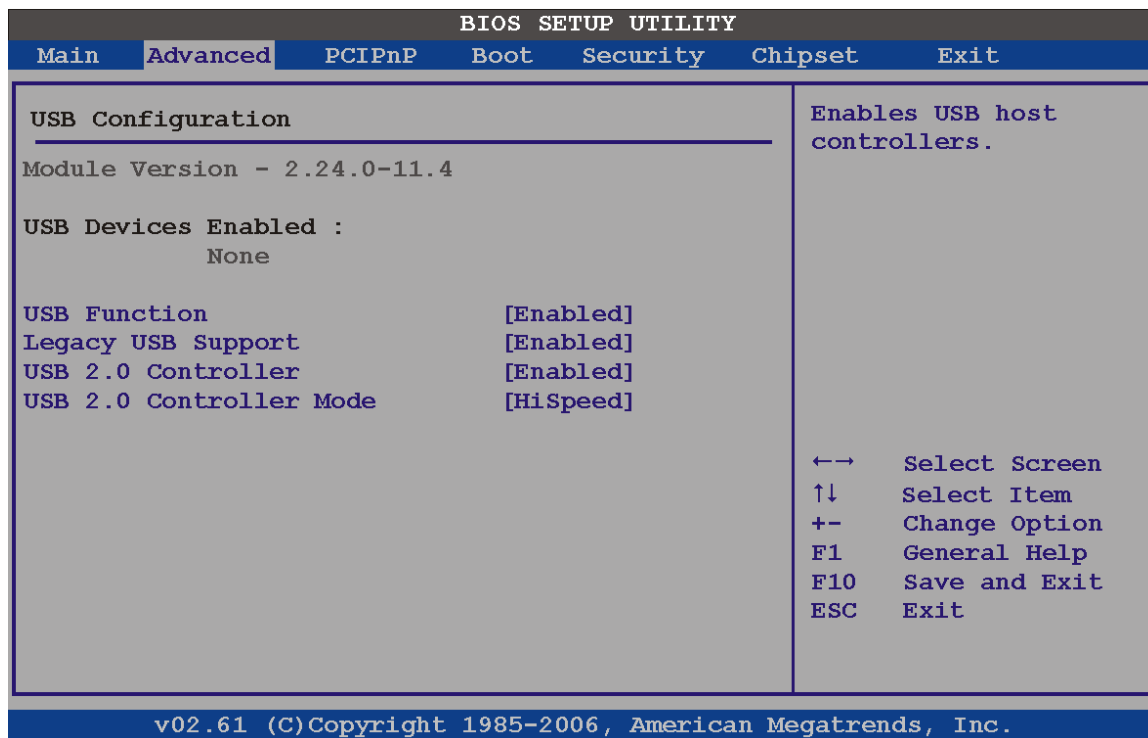 BIOS SETUP UTILITY
Main Advanced PCIPnP Boot Security Chipset Exit
USB Configuration
Module Version - 2.24.0-11.4
USB Devices Enabled :
None
USB Function [Enabled]
Legacy USB Support [Enabled]
USB 2.0 Controller [Enabled]
USB 2.0 Controller Mode [HiSpeed]
Enables USB host
controllers.
←→ Select Screen
↑↓ Select Item
+- Change Option
F1 General Help
F10 Save and Exit
ESC Exit
v02.61 (C)Copyright 1985-2006, American Megatrends, Inc.